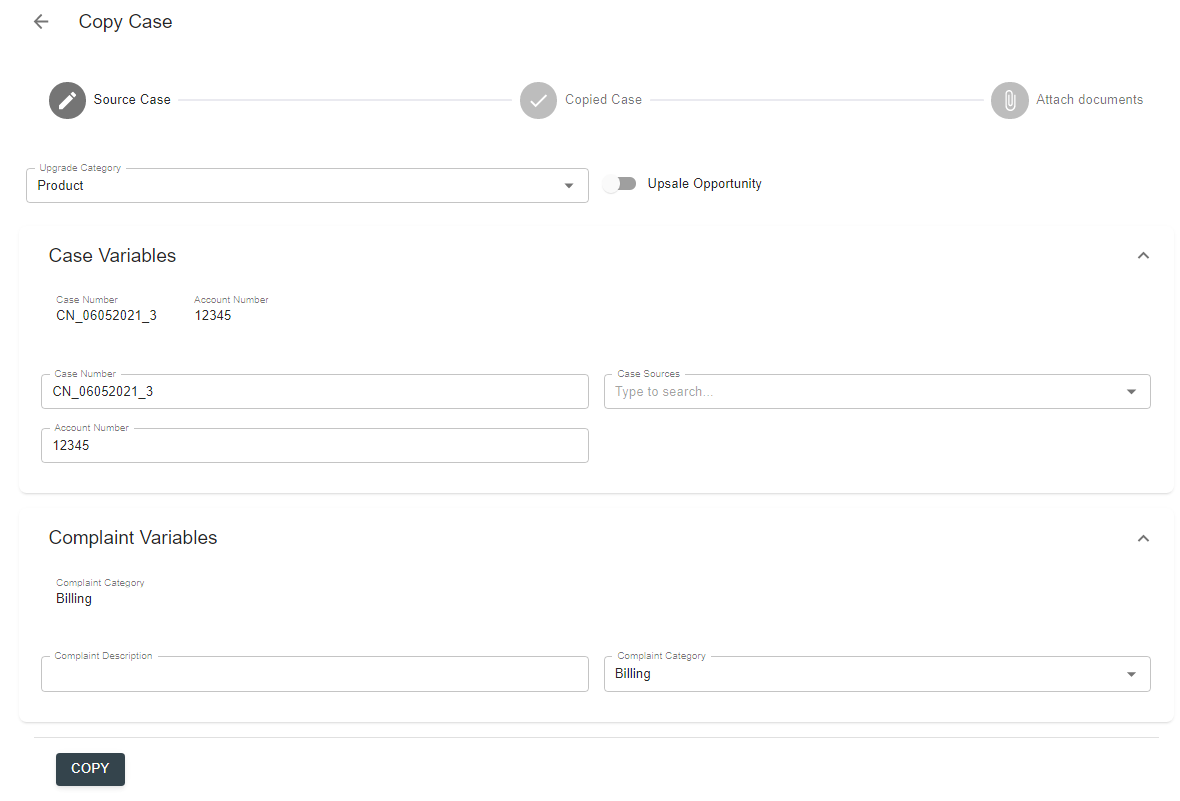 Copy Case
Source Case
Copied Case
Attach documents
Upgrade Category
Product
Upsale Opportunity
Case Variables
Case Number
Account Number
CN_06052021_3
12345
Case Number
CN_06052021_3
Case Sources
Type to search...
Account Number
12345
Complaint Variables
Complaint Category
Billing
Complaint Description
Complaint Category
Billing
COPY